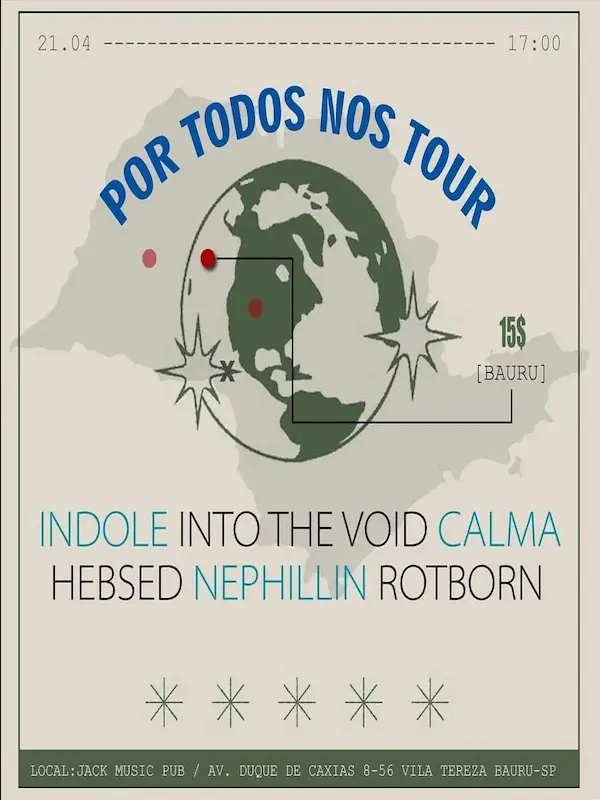 21.04 ------------------------------------ 17:00
POR TODOS NOS TOUR
15$
[BAURU]
INDOLE INTO THE VOID CALMA
HEBSED NEPHILLIN ROTBORN
LOCAL:JACK MUSIC PUB / AV. DUQUE DE CAXIAS 8-56 VILA TEREZA BAURU-SP